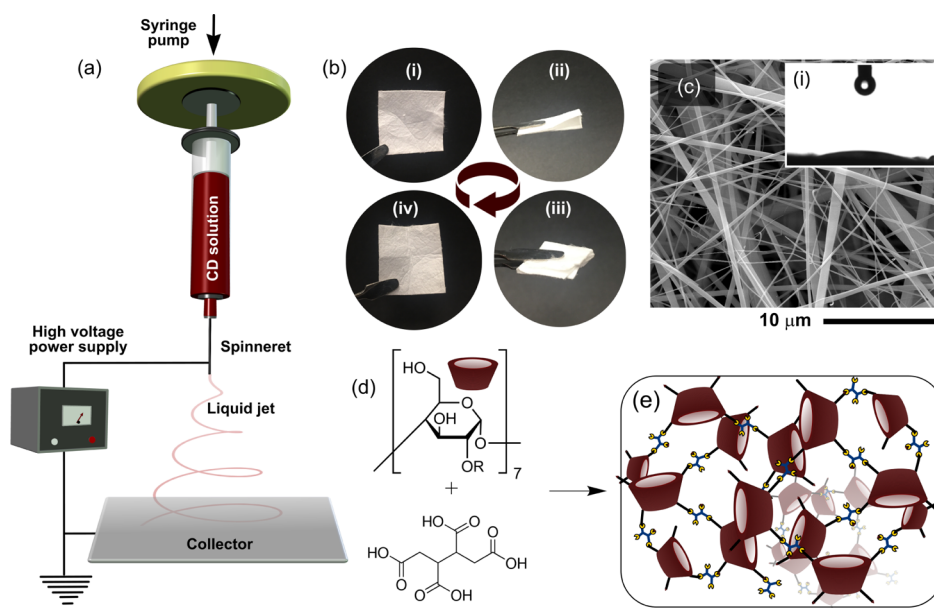 Syringe
pump
(a)
CD solution
High voltage
power supply
Spinneret
Liquid jet
Collector
(b)
(i)
(ii)
(iv)
(iii)
(c)
(i)
10 μm
(d)
HO
O
OH
O
OR
7
+
HO
O
O
OH
OH
HO
O
O
OH
(e)